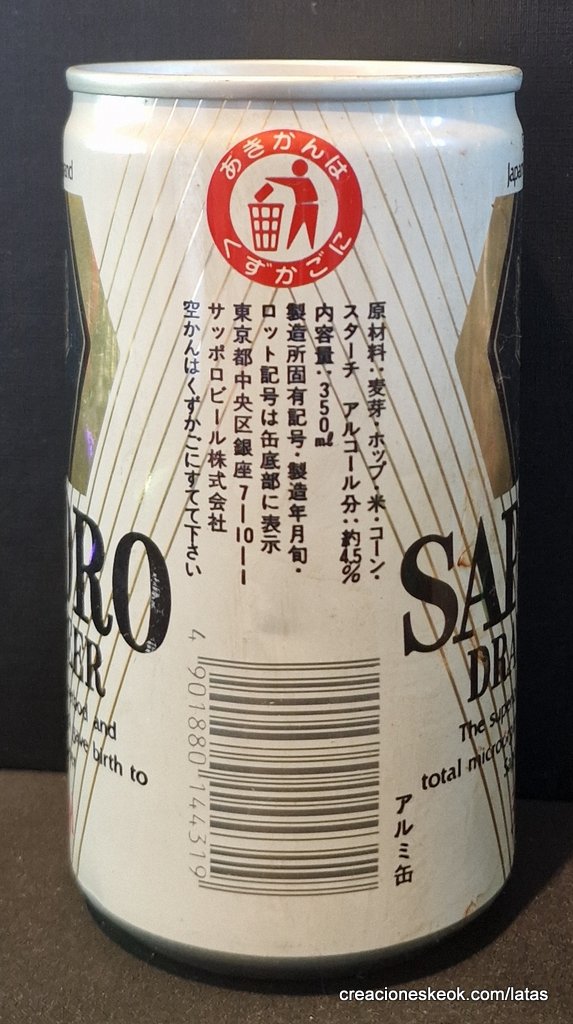 あきかんは
くずかごに
原材料：麦芽・ホップ・米・コーン・
スターチ　アルコール分：約4.5%
内容量：350ml
製造所固有記号・製造年月旬・
ロット記号は缶底部に表示
東京都中央区銀座7-10-1
サッポロビール株式会社
空かんはくずかごにすてて下さい
ORO
ER
and
birth to
SAP
DRA
The
total
4 901880 144319
アルミ缶
creacioneskeok.com/latas